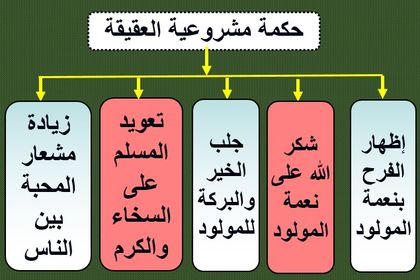 حكمة مشروعية العقيقة
إظهار
الفرح
بنعمة
المولود
شكر
الله على
نعمة
المولود
جلب
الخير
والبركة
للمولود
تعويد
المسلم
على
السخاء
والكرم
زيادة
مشعار
المحبة
بين
الناس